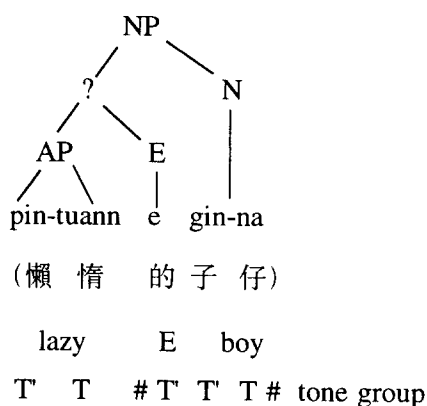 NP
? N
AP E
pin-tuann e gin-na
(懶 惰 的 子 仔)
lazy E boy
T' T # T' T' T # tone group